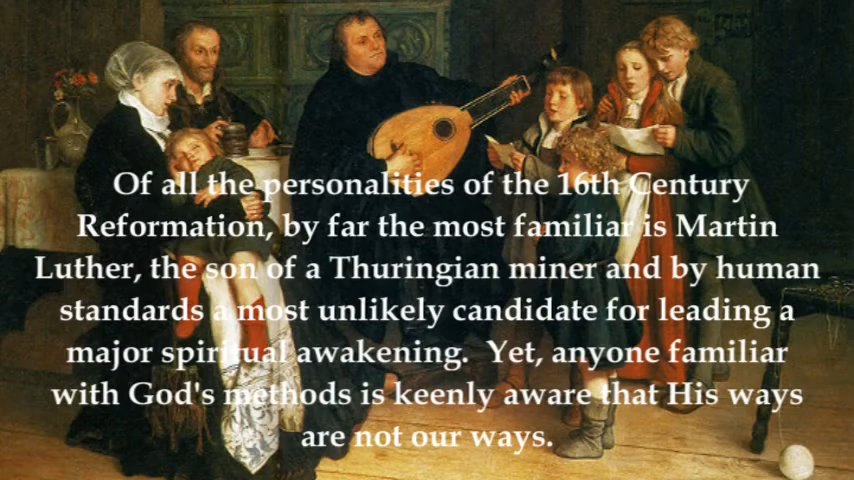 Of all the personalities of the 16th Century
Reformation, by far the most familiar is Martin
Luther, the son of a Thuringian miner and by human
standards a most unlikely candidate for leading a
major spiritual awakening.  Yet, anyone familiar
with God's methods is keenly aware that His ways
are not our ways.